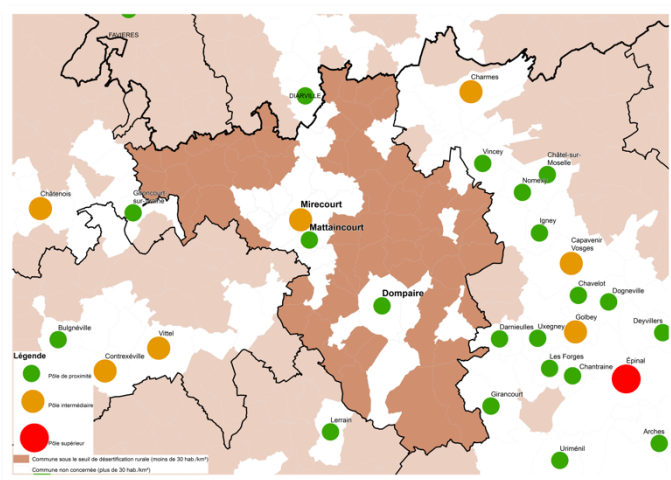 FAVIERES
Charmes
DIARVILLE
Vincey
Châtel-sur-
Moselle
Châtenois
Gironcourt-
sur-Vraine
Nomexy
Mirecourt
Mattaincourt
Igney
Capavenir
Vosges
Dompaire
Chavelot
Dogneville
Bulgnéville
Vittel
Darnieulles
Uxegney
Golbey
Deyvillers
Légende
Pôle de proximité
Contrexéville
Les Forges
Chantraine
Épinal
Pôle intermédiaire
Girancourt
Pôle supérieur
Lerrain
Arches
Uriménil
Commune sous le seuil de désertification rurale (moins de 30 hab./km²)
Commune non concernée (plus de 30 hab./km²)